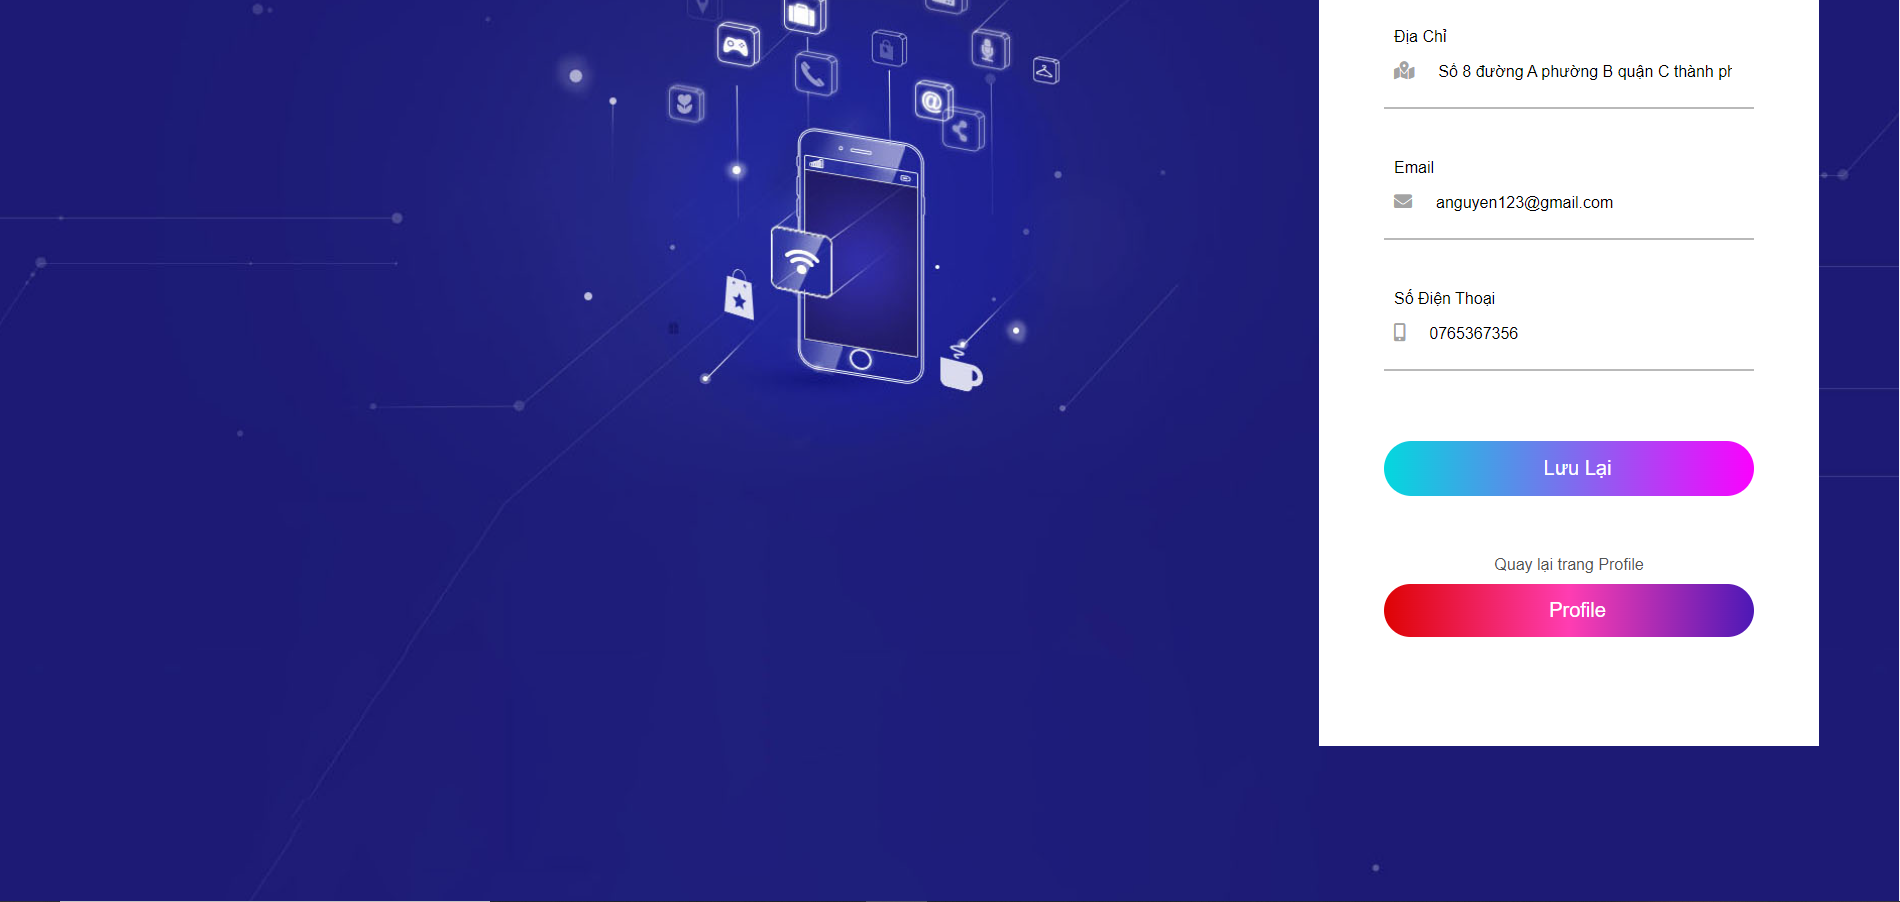 Địa Chỉ
Số 8 đường A phường B quận C thành
Email
anguyen123@gmail.com
Số Điện Thoại
0765367356
Lưu Lại
Quay lại trang Profile
Profile